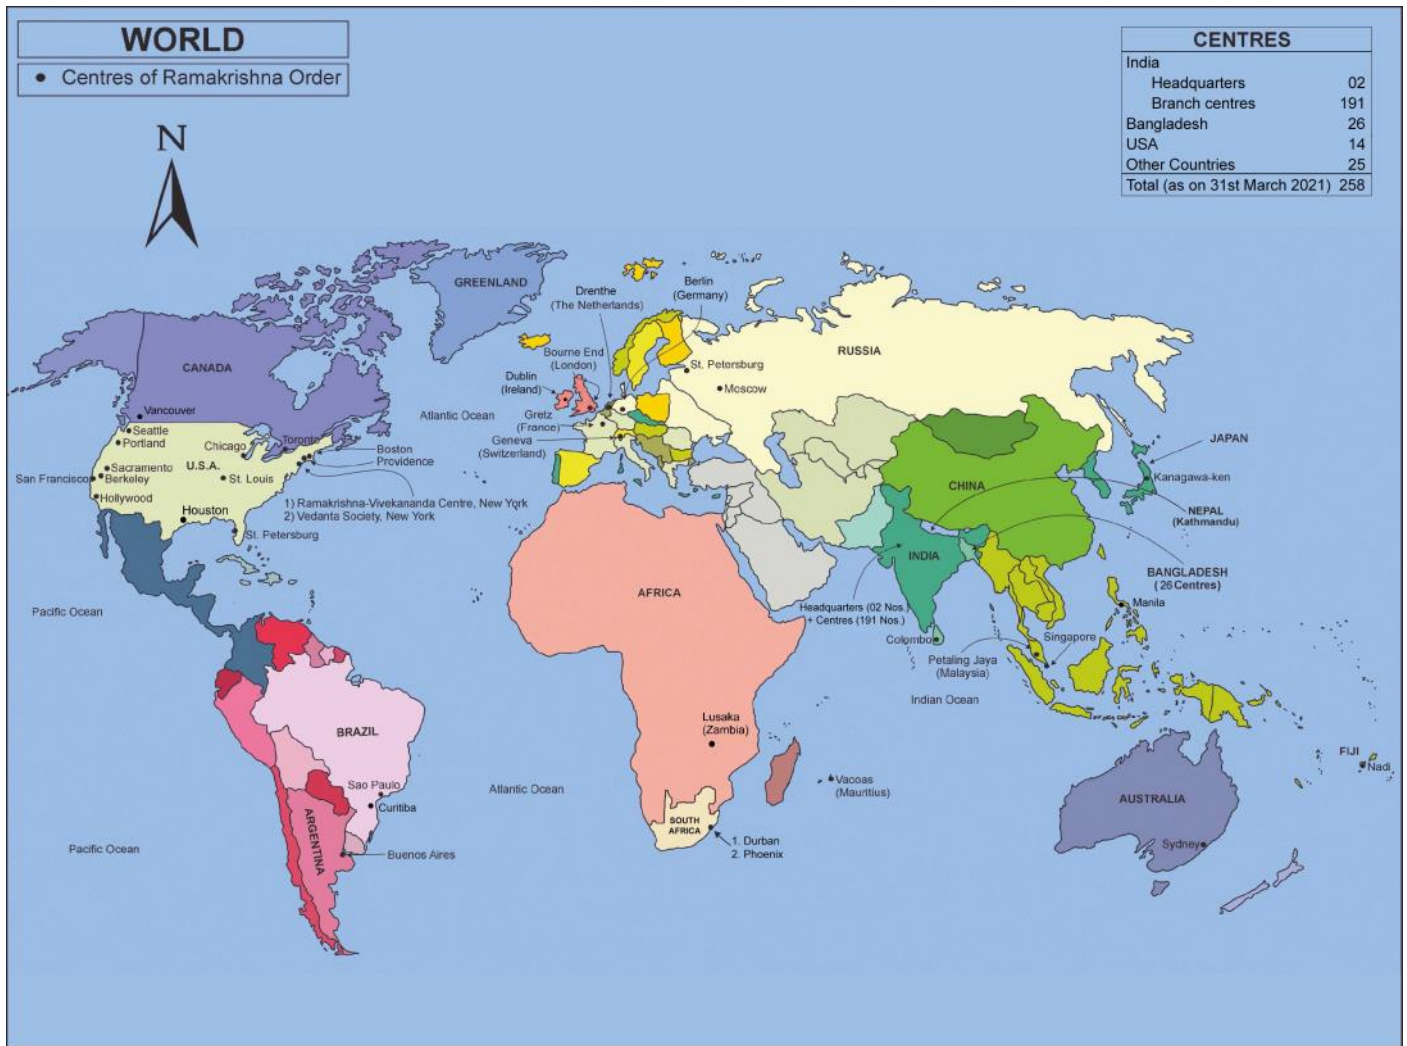 WORLD
• Centres of Ramakrishna Order
CENTRES
India
Headquarters 02
Branch centres 191
Bangladesh 26
USA 14
Other Countries 25
Total (as on 31st March 2021) 258
N
GREENLAND
CANADA
Vancouver
Seattle
Portland
Chicago
Toronto
Boston
Providence
Sacramento
San Francisco
Berkeley
U.S.A.
St. Louis
Hollywood
1) Ramakrishna-Vivekananda Centre, New York
2) Vedanta Society, New York
Houston
St. Petersburg
Atlantic Ocean
Pacific Ocean
BRAZIL
Sao Paulo
Curitiba
ARGENTINA
Buenos Aires
Pacific Ocean
Atlantic Ocean
Drenthe
(The Netherlands)
Berlin
(Germany)
Bourne End
(London)
Dublin
(Ireland)
Gretz
(France)
Geneva
(Switzerland)
RUSSIA
St. Petersburg
Moscow
AFRICA
Lusaka
(Zambia)
SOUTH
AFRICA
1. Durban
2. Phoenix
Vacoas
(Mauritius)
CHINA
JAPAN
Kanagawa-ken
NEPAL
(Kathmandu)
INDIA
BANGLADESH
(26Centres)
Headquarters (02 Nos.)
+ Centres (191 Nos.)
Colombo
Manila
Singapore
Petaling Jaya
(Malaysia)
Indian Ocean
FIJI
Nadi
AUSTRALIA
Sydney